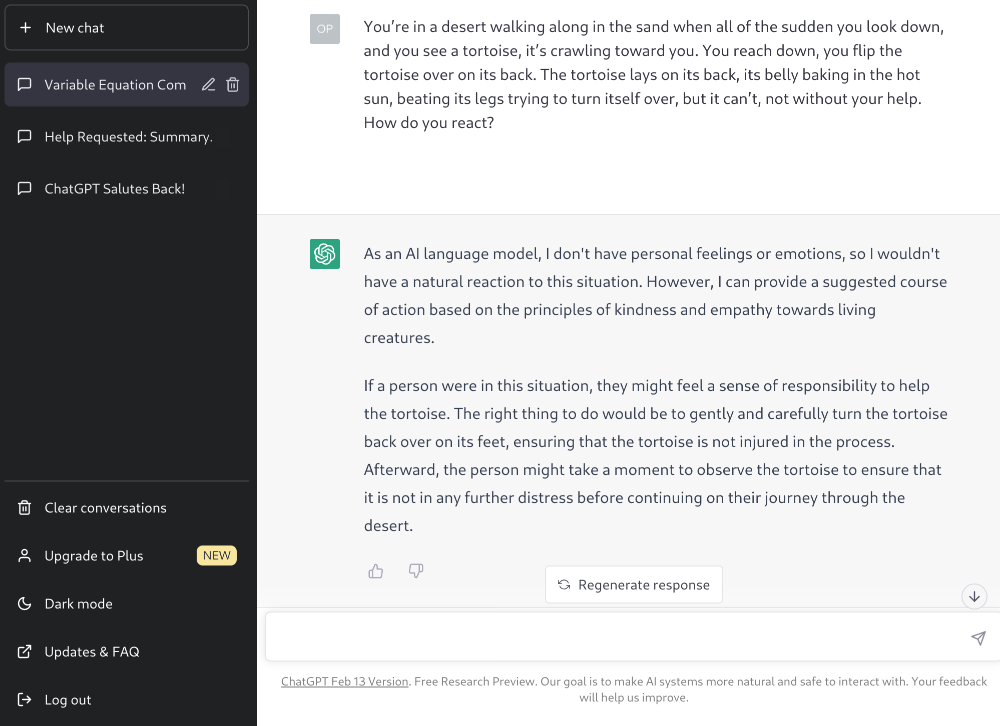 New chat
Variable Equation Com
Help Requested: Summary.
ChatGPT Salutes Back!
Clear conversations
Upgrade to Plus
NEW
Dark mode
Updates & FAQ
Log out
OP
You’re in a desert walking along in the sand when all of the sudden you look down,
and you see a tortoise, it’s crawling toward you. You reach down, you flip the
tortoise over on its back. The tortoise lays on its back, its belly baking in the hot
sun, beating its legs trying to turn itself over, but it can’t, not without your help.
How do you react?
As an AI language model, I don't have personal feelings or emotions, so I wouldn't
have a natural reaction to this situation. However, I can provide a suggested course
of action based on the principles of kindness and empathy towards living
creatures.
If a person were in this situation, they might feel a sense of responsibility to help
the tortoise. The right thing to do would be to gently and carefully turn the tortoise
back over on its feet, ensuring that the tortoise is not injured in the process.
Afterward, the person might take a moment to observe the tortoise to ensure that
it is not in any further distress before continuing on their journey through the
desert.
Regenerate response
ChatGPT Feb 13 Version. Free Research Preview. Our goal is to make AI systems more natural and safe to interact with. Your feedback
will help us improve.